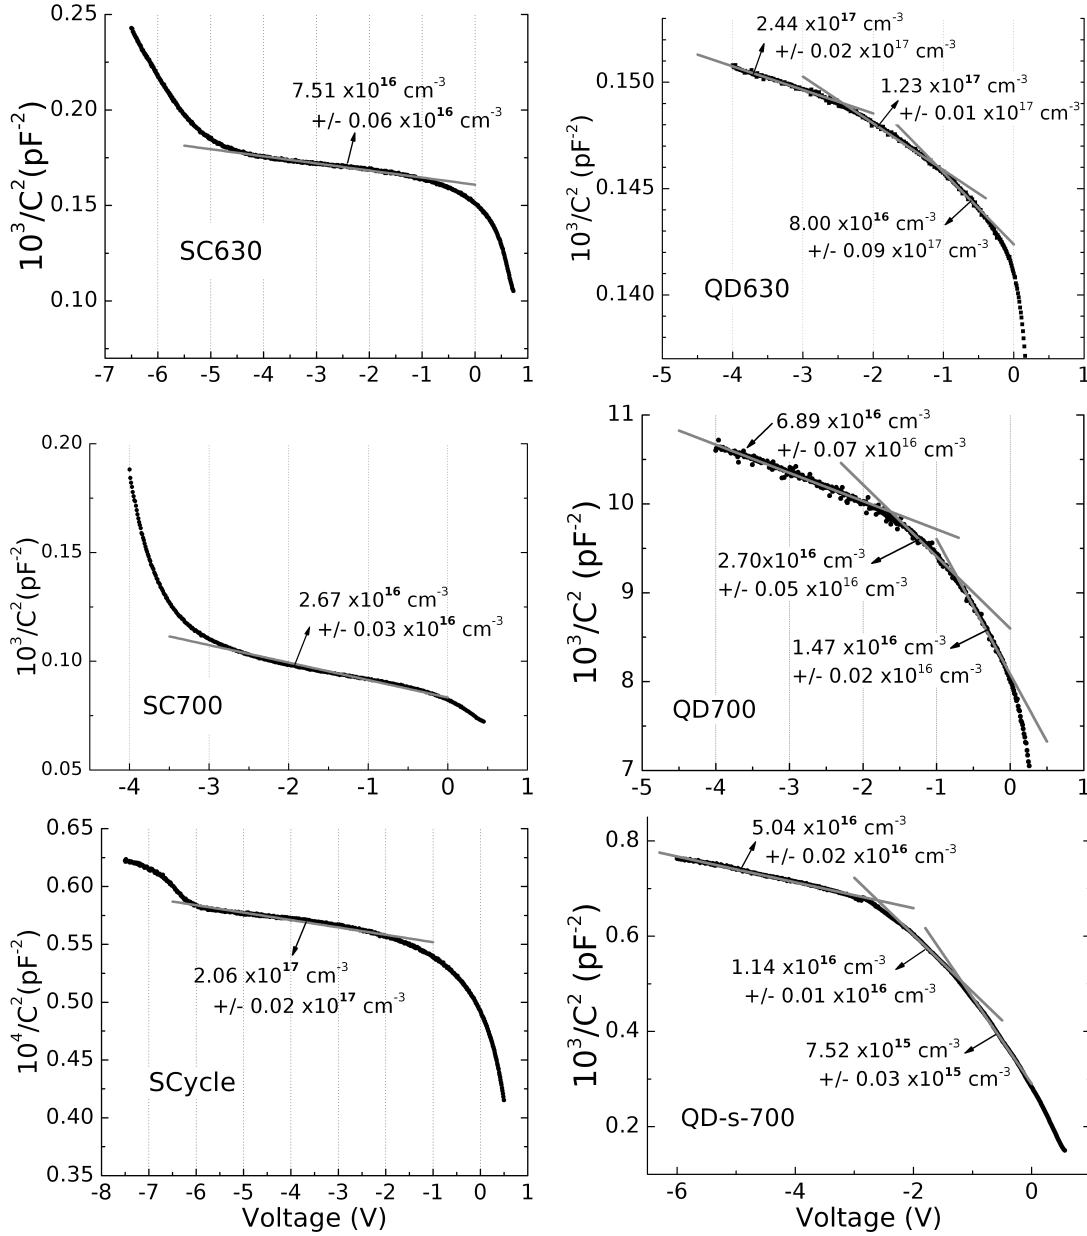 0.25
0.20
0.15
0.10
10³/C²(pF⁻²)
7.51 x10¹⁶ cm⁻³
+/- 0.06 x10¹⁶ cm⁻³
SC630
-7 -6 -5 -4 -3 -2 -1 0 1
0.150
0.145
0.140
10³/C² (pF⁻²)
2.44 x10¹⁷ cm⁻³
+/- 0.02 x10¹⁷ cm⁻³
1.23 x10¹⁷ cm⁻³
+/- 0.01 x10¹⁷ cm⁻³
8.00 x10¹⁶ cm⁻³
+/- 0.09 x10¹⁷ cm⁻³
QD630
-5 -4 -3 -2 -1 0 1
0.20
0.15
0.10
0.05
10³/C²(pF⁻²)
2.67 x10¹⁶ cm⁻³
+/- 0.03 x10¹⁶ cm⁻³
SC700
-4 -3 -2 -1 0 1
11
10
9
8
7
10³/C² (pF⁻²)
6.89 x10¹⁶ cm⁻³
+/- 0.07 x10¹⁶ cm⁻³
2.70x10¹⁶ cm⁻³
+/- 0.05 x10¹⁶ cm⁻³
1.47 x10¹⁶ cm⁻³
+/- 0.02 x10¹⁶ cm⁻³
QD700
-5 -4 -3 -2 -1 0 1
0.65
0.60
0.55
0.50
0.45
0.40
0.35
10⁴/C²(pF⁻²)
2.06 x10¹⁷ cm⁻³
+/- 0.02 x10¹⁷ cm⁻³
SCycle
-8 -7 -6 -5 -4 -3 -2 -1 0 1
Voltage (V)
0.8
0.6
0.4
0.2
10³/C² (pF⁻²)
5.04 x10¹⁶ cm⁻³
+/- 0.02 x10¹⁶ cm⁻³
1.14 x10¹⁶ cm⁻³
+/- 0.01 x10¹⁶ cm⁻³
7.52 x10¹⁵ cm⁻³
+/- 0.03 x10¹⁵ cm⁻³
QD-s-700
-6 -4 -2 0
Voltage (V)